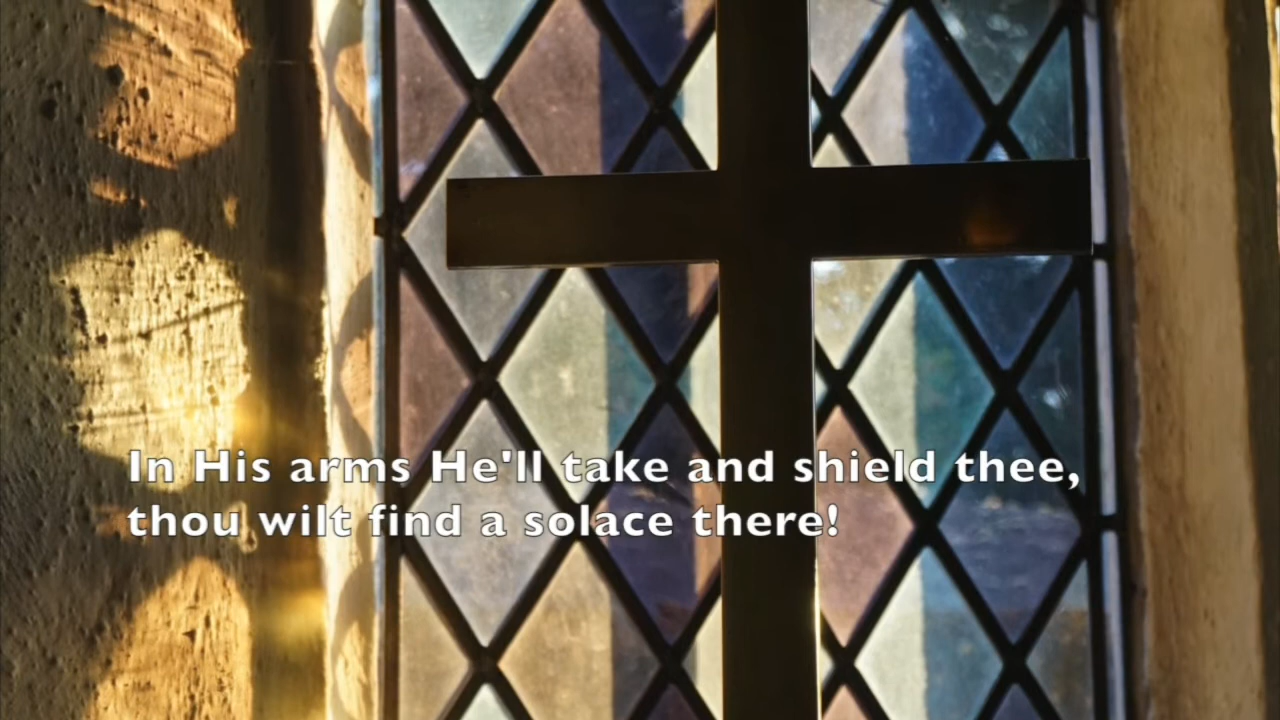 In His arms He'll take and shield thee,
thou wilt find a solace there!